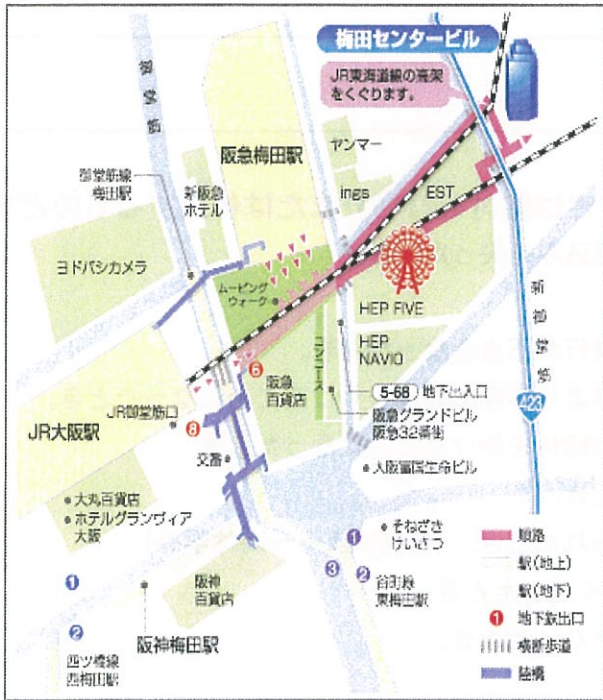 梅田センタービル
JR東海道線の高架
をくぐります。
御堂筋
阪急梅田駅
ヤンマー
御堂筋線
梅田駅
新阪急
ホテル
ings
EST
ヨドバシカメラ
ムービング
ウォーク
HEP FIVE
HEP
NAVIO
新御堂筋
コンコース
6
阪急
百貨店
5-68 地下出入口
阪急グランドビル
阪急32番街
423
JR御堂筋口
8
JR大阪駅
交番
大阪富国生命ビル
大丸百貨店
ホテルグランヴィア
大阪
1
そねざき
けいさつ
3
2
谷町線
東梅田駅
阪神
百貨店
1
2
四ツ橋線
西梅田駅
阪神梅田駅
順路
駅(地上)
駅(地下)
1 地下鉄出口
横断歩道
陸橋